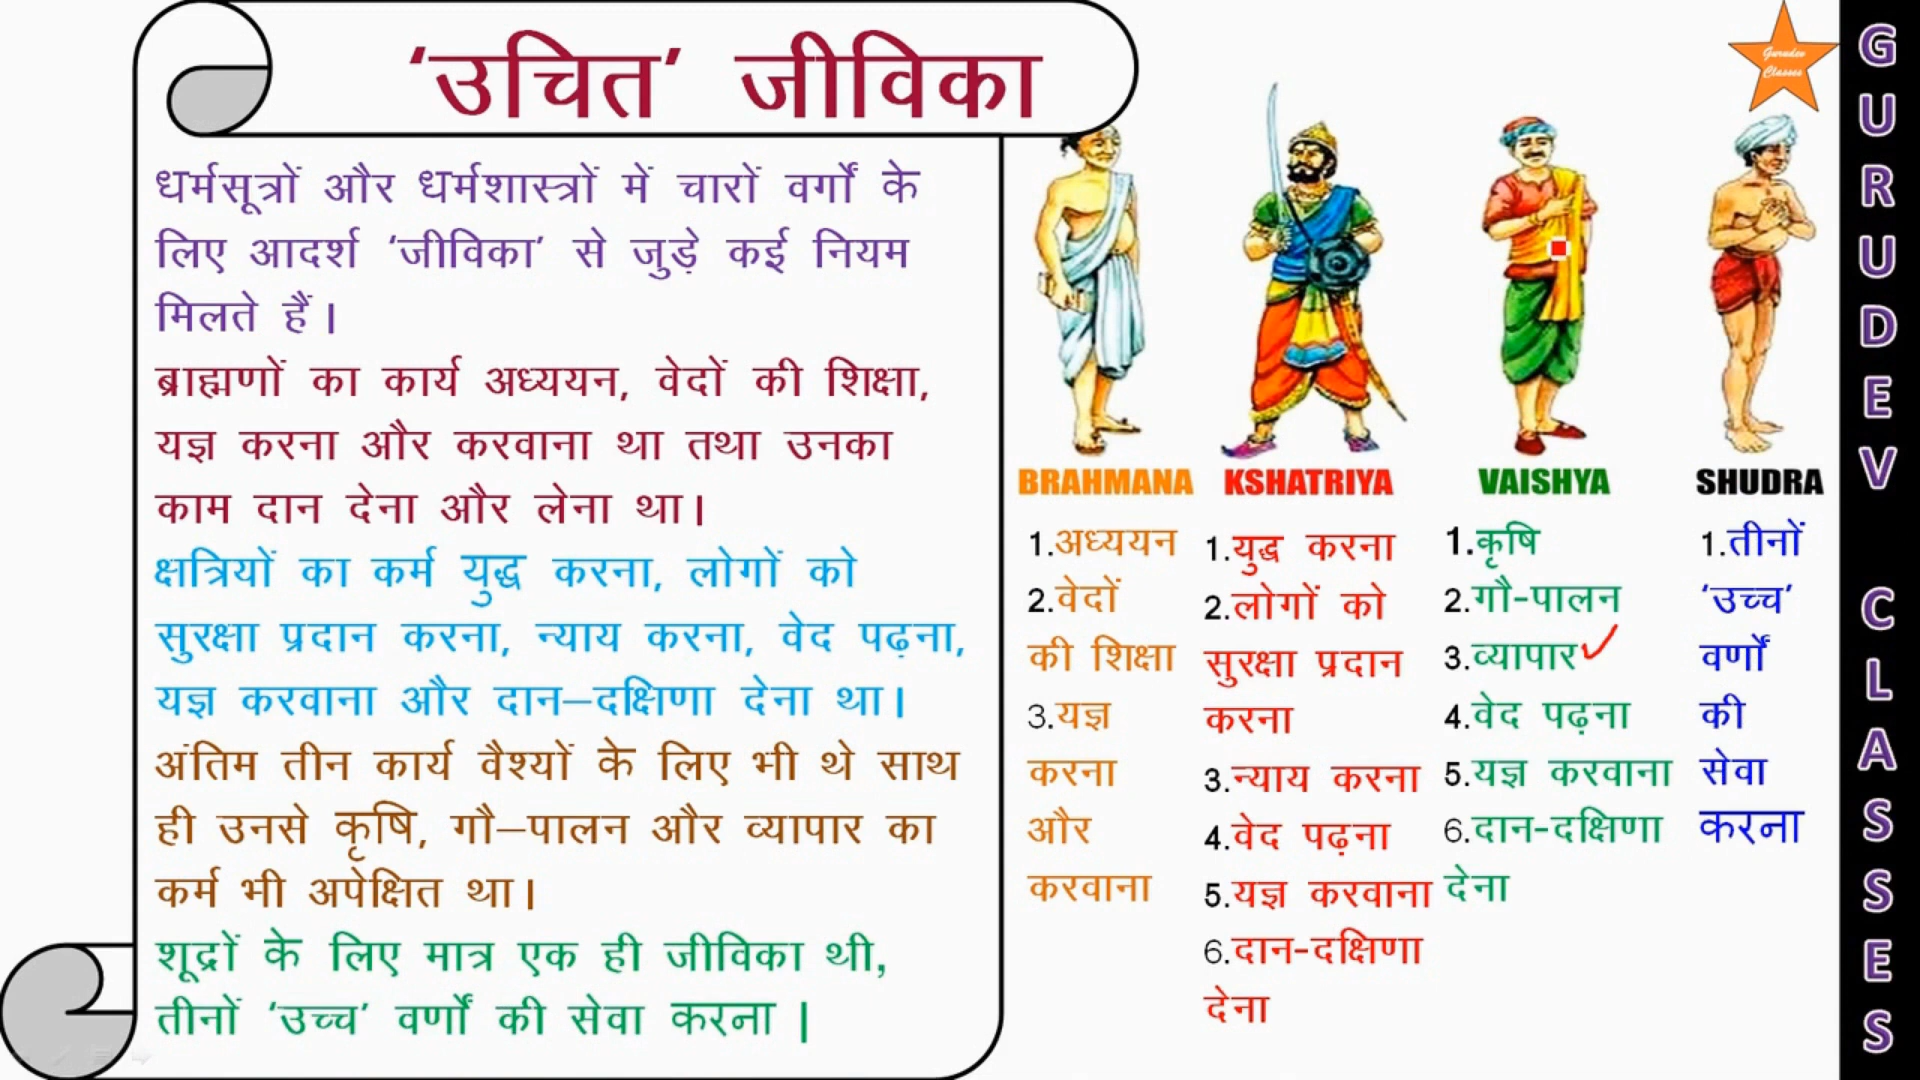 ‘उचित’ जीविका
धर्मसूत्रों और धर्मशास्त्रों में चारों वर्गों के
लिए आदर्श ‘जीविका’ से जुड़े कई नियम
मिलते हैं।
ब्राह्मणों का कार्य अध्ययन, वेदों की शिक्षा,
यज्ञ करना और करवाना था तथा उनका
काम दान देना और लेना था।
क्षत्रियों का कर्म युद्ध करना, लोगों को
सुरक्षा प्रदान करना, न्याय करना, वेद पढ़ना,
यज्ञ करवाना और दान–दक्षिणा देना था।
अंतिम तीन कार्य वैश्यों के लिए भी थे साथ
ही उनसे कृषि, गौ–पालन और व्यापार का
कर्म भी अपेक्षित था।
शूद्रों के लिए मात्र एक ही जीविका थी,
तीनों ‘उच्च’ वर्णों की सेवा करना |
BRAHMANA
1.अध्ययन
2.वेदों
की शिक्षा
3.यज्ञ
करना
और
करवाना
KSHATRIYA
1.युद्ध करना
2.लोगों को
सुरक्षा प्रदान
करना
3.न्याय करना
4.वेद पढ़ना
5.यज्ञ करवाना
6.दान-दक्षिणा
देना
VAISHYA
1.कृषि
2.गौ-पालन
3.व्यापार
4.वेद पढ़ना
5.यज्ञ करवाना
6.दान-दक्षिणा
देना
SHUDRA
1.तीनों
‘उच्च’
वर्णों
की
सेवा
करना
Gurudev
Classes
GURUDEV CLASSES